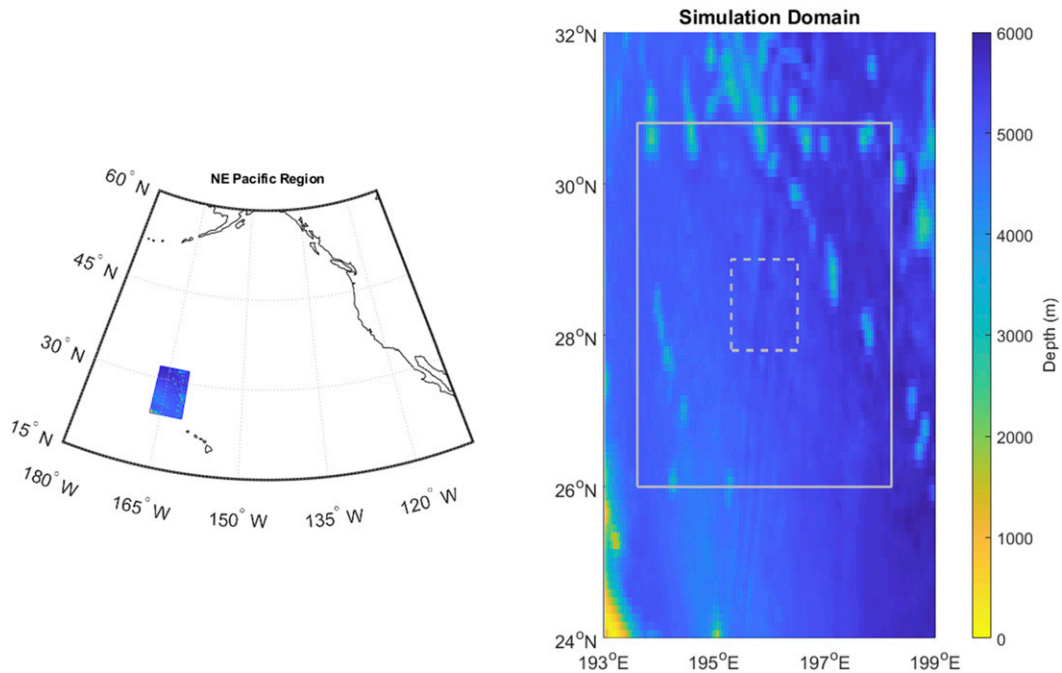 NE Pacific Region
60° N
45° N
30° N
15° N
180° W
165° W
150° W
135° W
120° W
Simulation Domain
32°N
30°N
28°N
26°N
24°N
193°E
195°E
197°E
199°E
6000
5000
4000
3000
2000
1000
0
Depth (m)